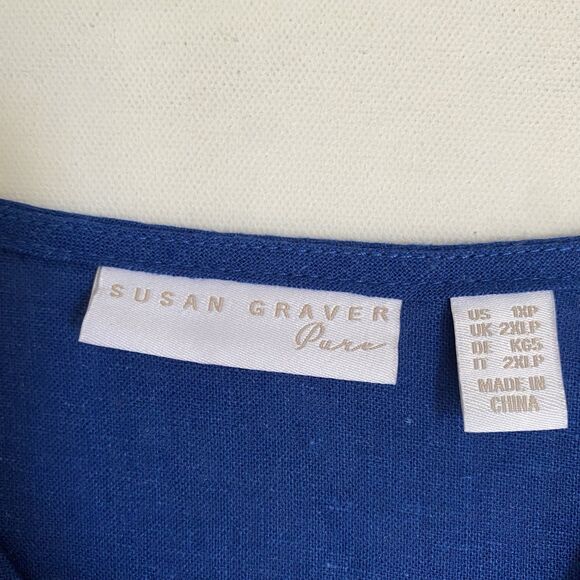 SUSAN GRAVER
Pure
US 1XP
UK 2XLP
DE KG5
IT 2XLP
MADE IN
CHINA